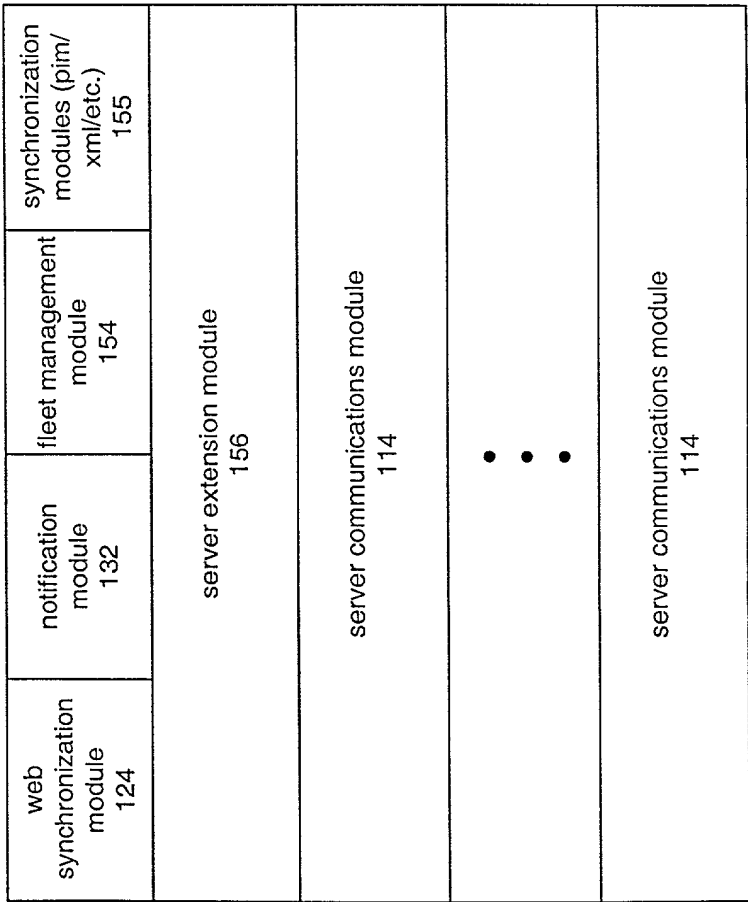 web
synchronization
module
124
notification
module
132
fleet management
module
154
synchronization
modules (pim/
xml/etc.)
155
server extension module
156
server communications module
114
• • •
server communications module
114